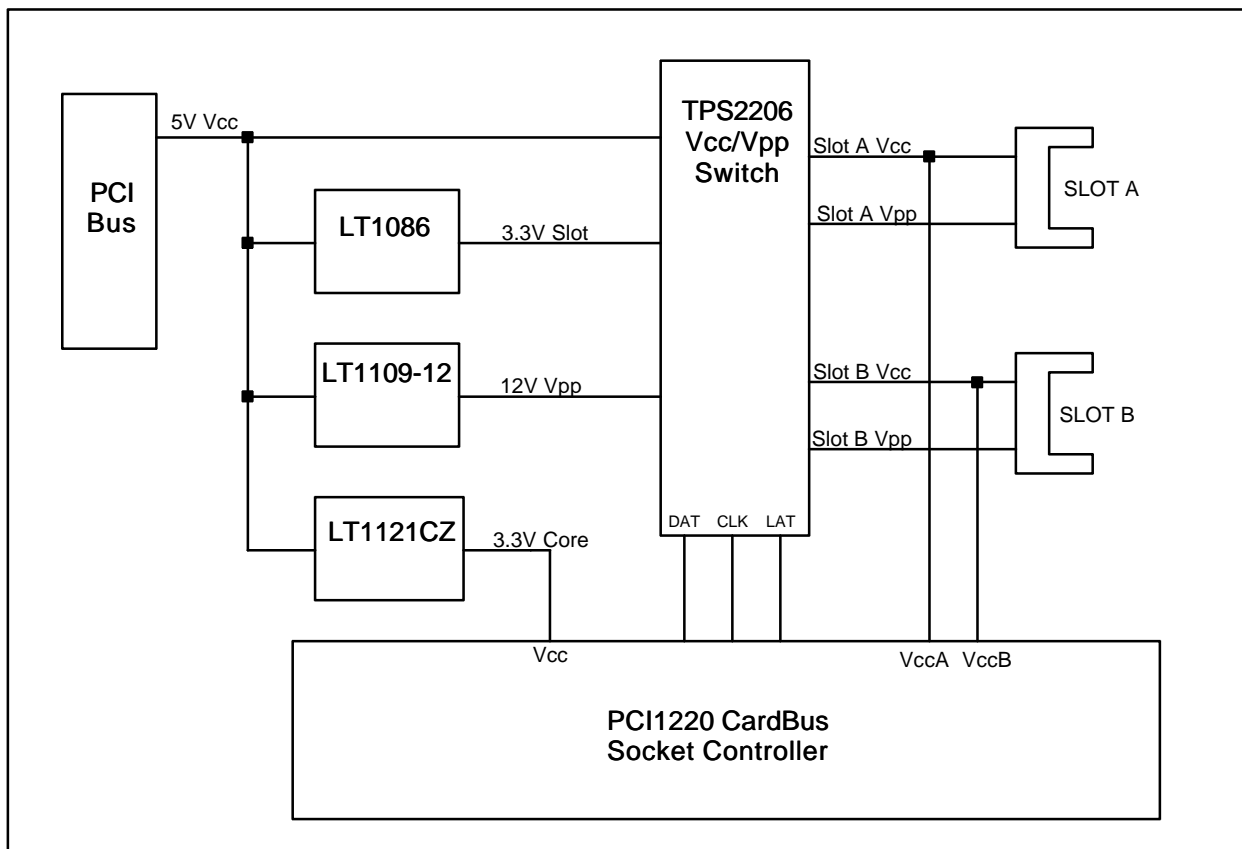 PCI
Bus
5V Vcc
LT1086
3.3V Slot
LT1109-12
12V Vpp
LT1121CZ
3.3V Core
TPS2206
Vcc/Vpp
Switch
DAT CLK LAT
Slot A Vcc
Slot A Vpp
SLOT A
Slot B Vcc
Slot B Vpp
SLOT B
Vcc
VccA VccB
PCI1220 CardBus
Socket Controller